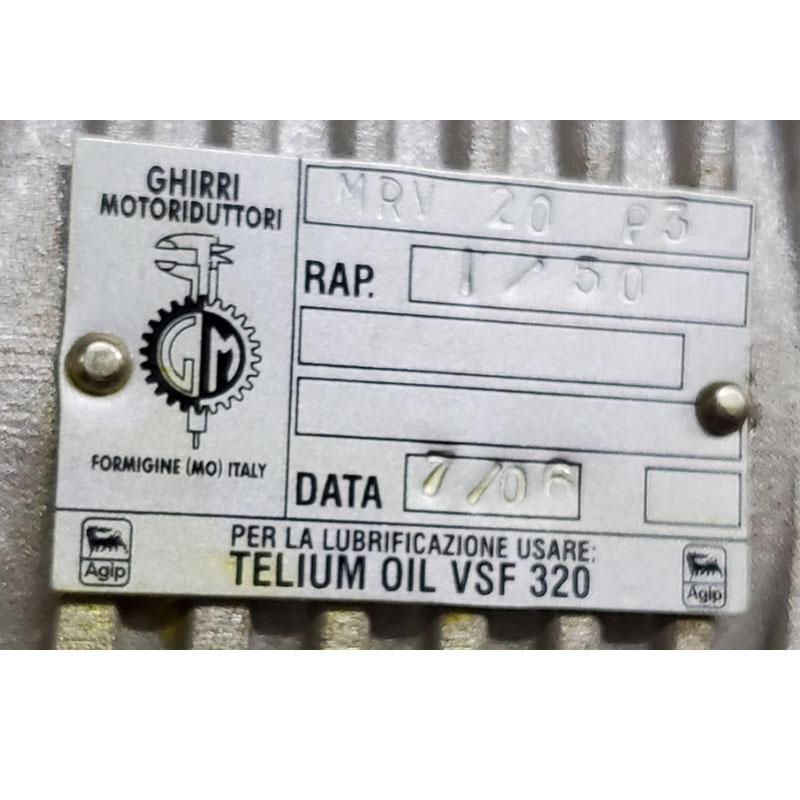 GHIRRI
MOTORIDUTTORI
GM
FORMIGINE (MO) ITALY
MRV 20 P3
RAP. 1/50
DATA 7/06
PER LA LUBRIFICAZIONE USARE:
TELIUM OIL VSF 320
Agip
Agip